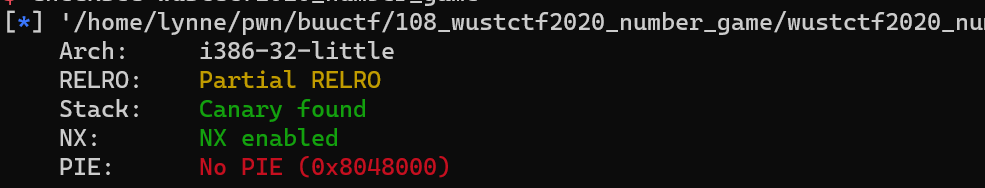 [*] '/home/lynne/pwn/buuctf/108_wustctf2020_number_game/wustctf2020_nu
Arch: i386-32-little
RELRO: Partial RELRO
Stack: Canary found
NX: NX enabled
PIE: No PIE (0x8048000)